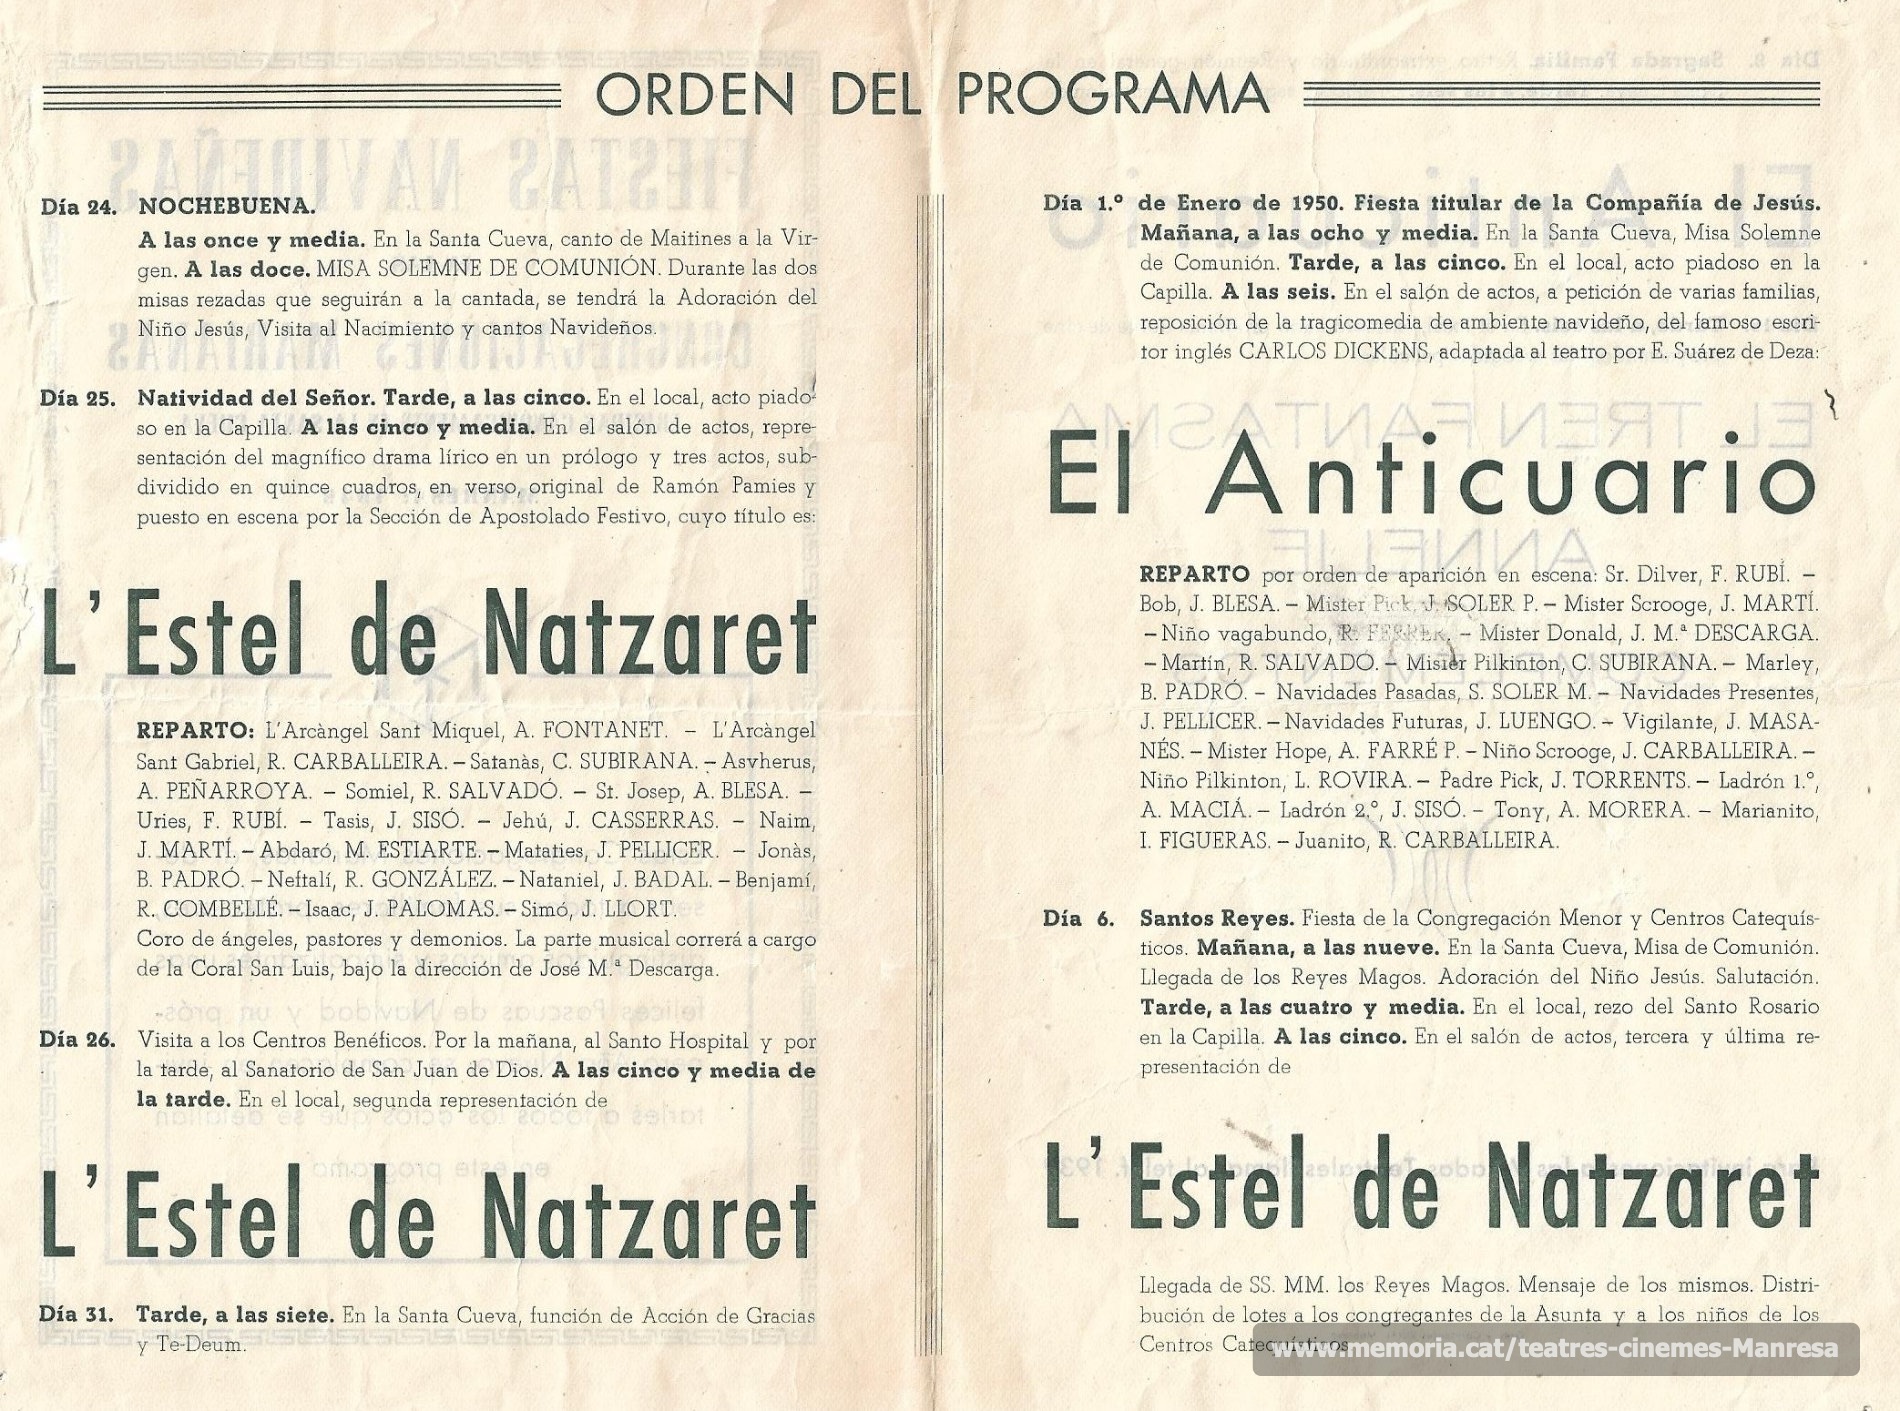 ORDEN DEL PROGRAMA
Día 24. NOCHEBUENA.
A las once y media. En la Santa Cueva, canto de Maitines a la Vir-
gen. A las doce. MISA SOLEMNE DE COMUNIÓN. Durante las dos
misas rezadas que seguirán a la cantada, se tendrá la Adoración del
Niño Jesús, Visita al Nacimiento y cantos Navideños.
Día 25. Natividad del Señor. Tarde, a las cinco. En el local, acto piado-
so en la Capilla. A las cinco y media. En el salón de actos, repre-
sentación del magnífico drama lírico en un prólogo y tres actos, sub-
dividido en quince cuadros, en verso, original de Ramón Pamies y
puesto en escena por la Sección de Apostolado Festivo, cuyo título es:
L'Estel de Natzaret
REPARTO: L'Arcàngel Sant Miquel, A. FONTANET. – L'Arcàngel
Sant Gabriel, R. CARBALLEIRA. – Satanàs, C. SUBIRANA. – Asvherus,
A. PEÑARROYA. – Somiel, R. SALVADÓ. – St. Josep, A. BLESA. –
Uries, F. RUBÍ. – Tasis, J. SISÓ. – Jehú, J. CASSERRAS. – Naim,
J. MARTÍ. – Abdaró, M. ESTIARTE. – Mataties, J. PELLICER. – Jonàs,
B. PADRÓ. – Neftalí, R. GONZÁLEZ. – Nataniel, J. BADAL. – Benjamí,
R. COMBELLÉ. – Isaac, J. PALOMAS. – Simó, J. LLORT.
Coro de ángeles, pastores y demonios. La parte musical correrá a cargo
de la Coral San Luis, bajo la dirección de José M.ª Descarga.
Día 26. Visita a los Centros Benéficos. Por la mañana, al Santo Hospital y por
la tarde, al Sanatorio de San Juan de Dios. A las cinco y media de
la tarde. En el local, segunda representación de
L'Estel de Natzaret
Día 31. Tarde, a las siete. En la Santa Cueva, función de Acción de Gracias
y Te-Deum.
Día 1.º de Enero de 1950. Fiesta titular de la Compañía de Jesús.
Mañana, a las ocho y media. En la Santa Cueva, Misa Solemne
de Comunión. Tarde, a las cinco. En el local, acto piadoso en la
Capilla. A las seis. En el salón de actos, a petición de varias familias,
reposición de la tragicomedia de ambiente navideño, del famoso escri-
tor inglés CARLOS DICKENS, adaptada al teatro por E. Suárez de Deza:
El Anticuario
REPARTO por orden de aparición en escena: Sr. Dilver, F. RUBÍ. –
Bob, J. BLESA. – Mister Pick, J. SOLER P. – Mister Scrooge, J. MARTÍ.
– Niño vagabundo, R. FERRER. – Mister Donald, J. M.ª DESCARGA.
– Martín, R. SALVADO. – Mister Pilkinton, C. SUBIRANA. – Marley,
B. PADRÓ. – Navidades Pasadas, S. SOLER M. – Navidades Presentes,
J. PELLICER. – Navidades Futuras, J. LUENGO. – Vigilante, J. MASA-
NÉS. – Mister Hope, A. FARRÉ P. – Niño Scrooge, J. CARBALLEIRA. –
Niño Pilkinton, L. ROVIRA. – Padre Pick, J. TORRENTS. – Ladrón 1.º,
A. MACIÁ. – Ladrón 2.º, J. SISÓ. – Tony, A. MORERA. – Marianito,
I. FIGUERAS. – Juanito, R. CARBALLEIRA.
Día 6. Santos Reyes. Fiesta de la Congregación Menor y Centros Catequís-
ticos. Mañana, a las nueve. En la Santa Cueva, Misa de Comunión.
Llegada de los Reyes Magos. Adoración del Niño Jesús. Salutación.
Tarde, a las cuatro y media. En el local, rezo del Santo Rosario
en la Capilla. A las cinco. En el salón de actos, tercera y última re-
presentación de
L'Estel de Natzaret
Llegada de SS. MM. los Reyes Magos. Mensaje de los mismos. Distri-
bución de lotes a los congregantes de la Asunta y a los niños de los
Centros Catequísticos
www.memoria.cat/teatres-cinemes-Manresa